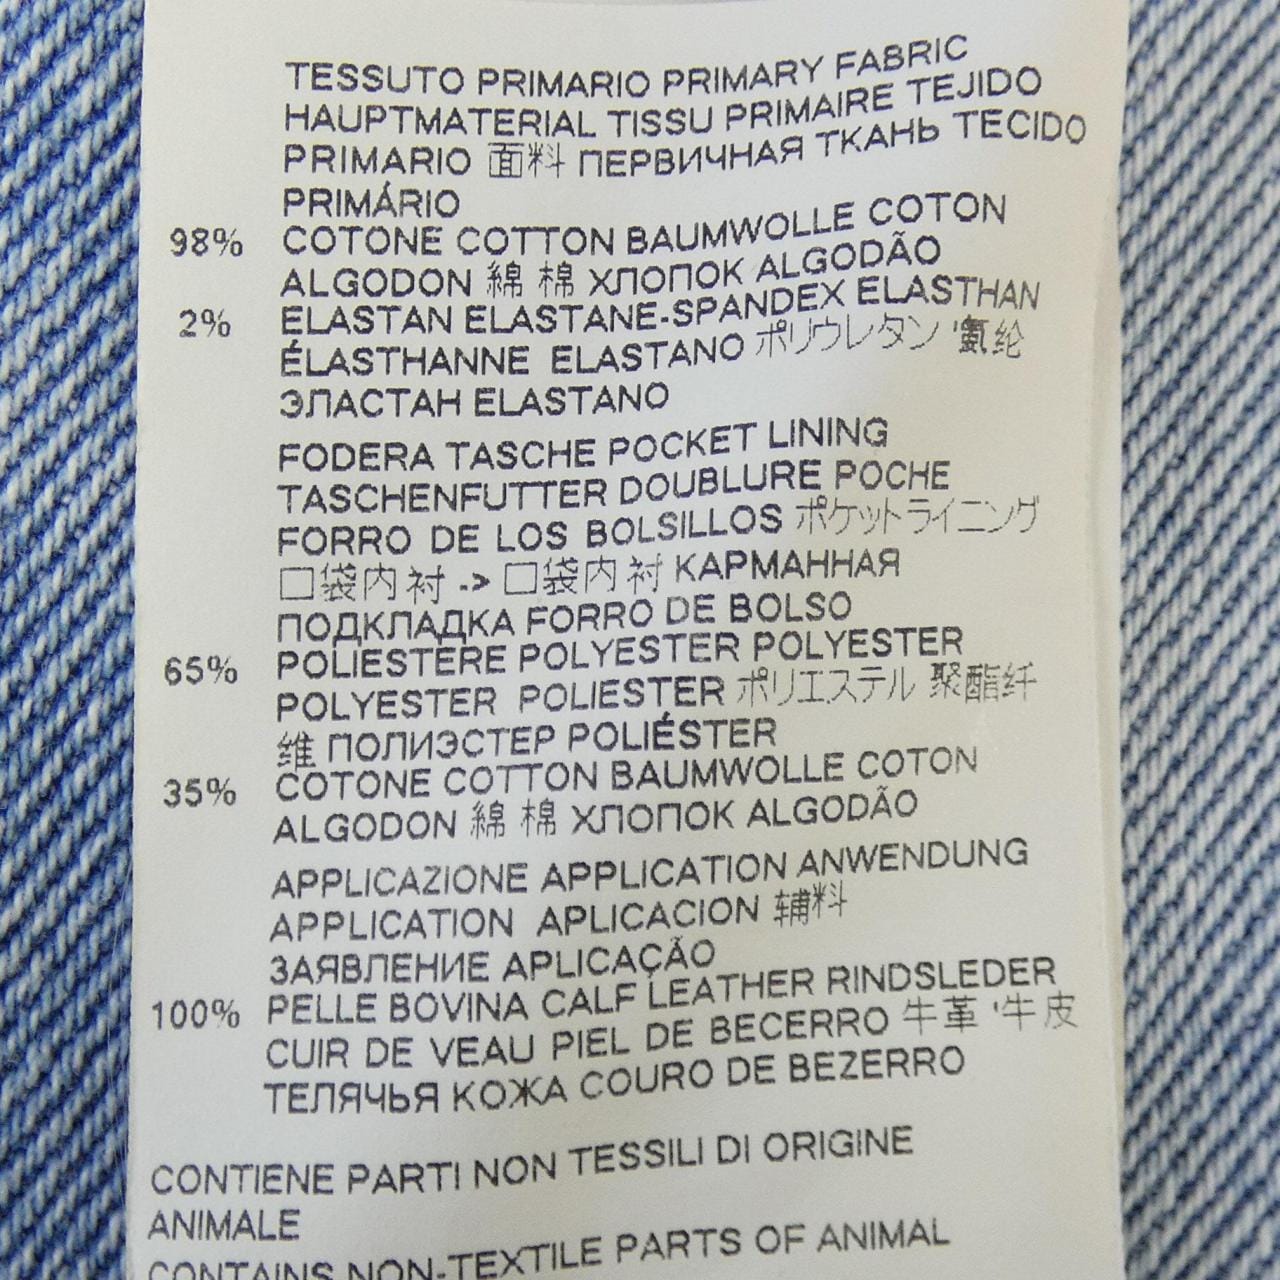 TESSUTO PRIMARIO PRIMARY FABRIC
HAUPTMATERIAL TISSU PRIMAIRE TEJIDO
PRIMARIO 面料 ПЕРВИЧНАЯ ТКАНЬ TECIDO
PRIMÁRIO
98% COTONE COTTON BAUMWOLLE COTON
ALGODON 綿 棉 ХЛОПОК ALGODÃO
2% ELASTAN ELASTANE-SPANDEX ELASTHAN
ÉLASTHANNE ELASTANO ポリウレタン '氨纶
ЭЛАСТАН ELASTANO
FODERA TASCHE POCKET LINING
TASCHENFUTTER DOUBLURE POCHE
FORRO DE LOS BOLSILLOS ポケットライニング
口袋内衬 -> 口袋内衬 КАРМАННАЯ
ПОДКЛАДКА FORRO DE BOLSO
65% POLIESTERE POLYESTER POLYESTER
POLYESTER POLIESTER ポリエステル 聚酯纤
维 ПОЛИЭСТЕР POLIÉSTER
35% COTONE COTTON BAUMWOLLE COTON
ALGODON 綿 棉 ХЛОПОК ALGODÃO
APPLICAZIONE APPLICATION ANWENDUNG
APPLICATION APLICACION 辅料
ЗАЯВЛЕНИЕ APLICAÇÃO
100% PELLE BOVINA CALF LEATHER RINDSLEDER
CUIR DE VEAU PIEL DE BECERRO 牛革 '牛皮
ТЕЛЯЧЬЯ КОЖА COURO DE BEZERRO
CONTIENE PARTI NON TESSILI DI ORIGINE
ANIMALE
CONTAINS NON-TEXTILE PARTS OF ANIMAL